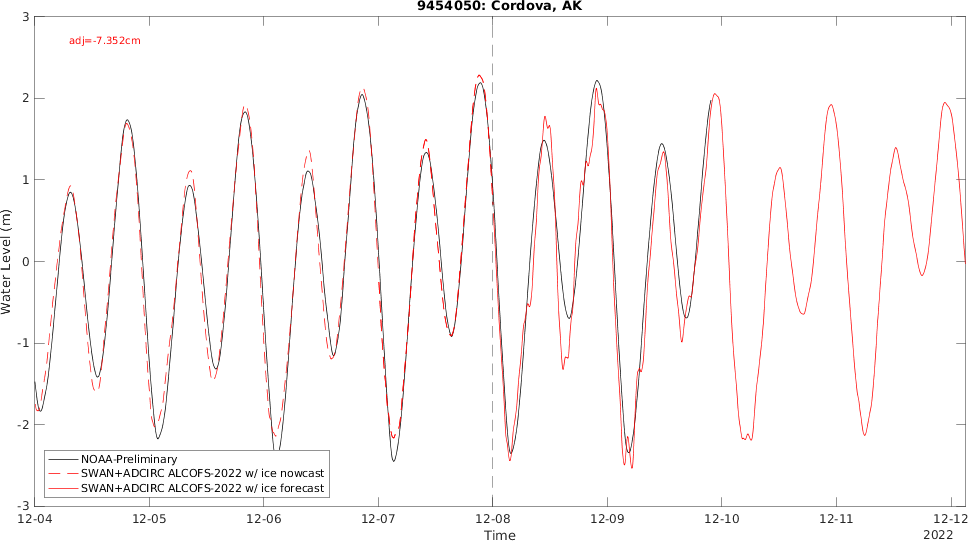 9454050: Cordova, AK
adj=-7.352cm
3
2
1
0
-1
-2
-3
Water Level (m)
NOAA-Preliminary
SWAN+ADCIRC ALCOFS-2022 w/ ice nowcast
SWAN+ADCIRC ALCOFS-2022 w/ ice forecast
12-04 12-05 12-06 12-07 12-08 12-09 12-10 12-11 12-12
Time
2022